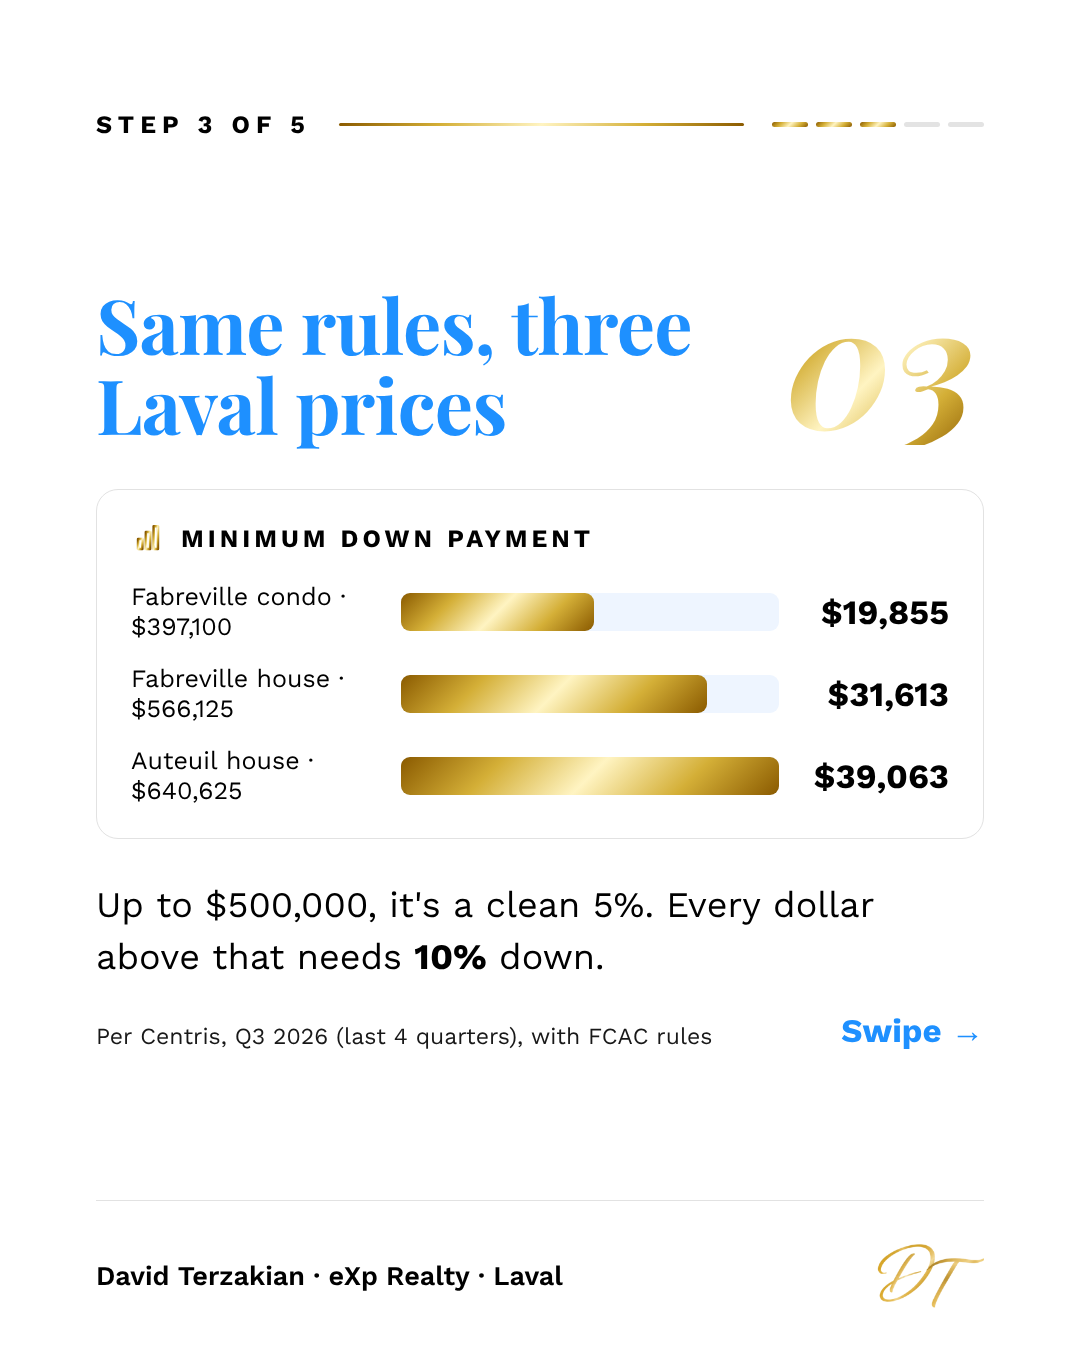 STEP 3 OF 5
Same rules, three
Laval prices
03
MINIMUM DOWN PAYMENT
Fabreville condo ·
$397,100
$19,855
Fabreville house ·
$566,125
$31,613
Auteuil house ·
$640,625
$39,063
Up to $500,000, it's a clean 5%. Every dollar
above that needs 10% down.
Per Centris, Q3 2026 (last 4 quarters), with FCAC rules
Swipe →
David Terzakian · eXp Realty · Laval
DT